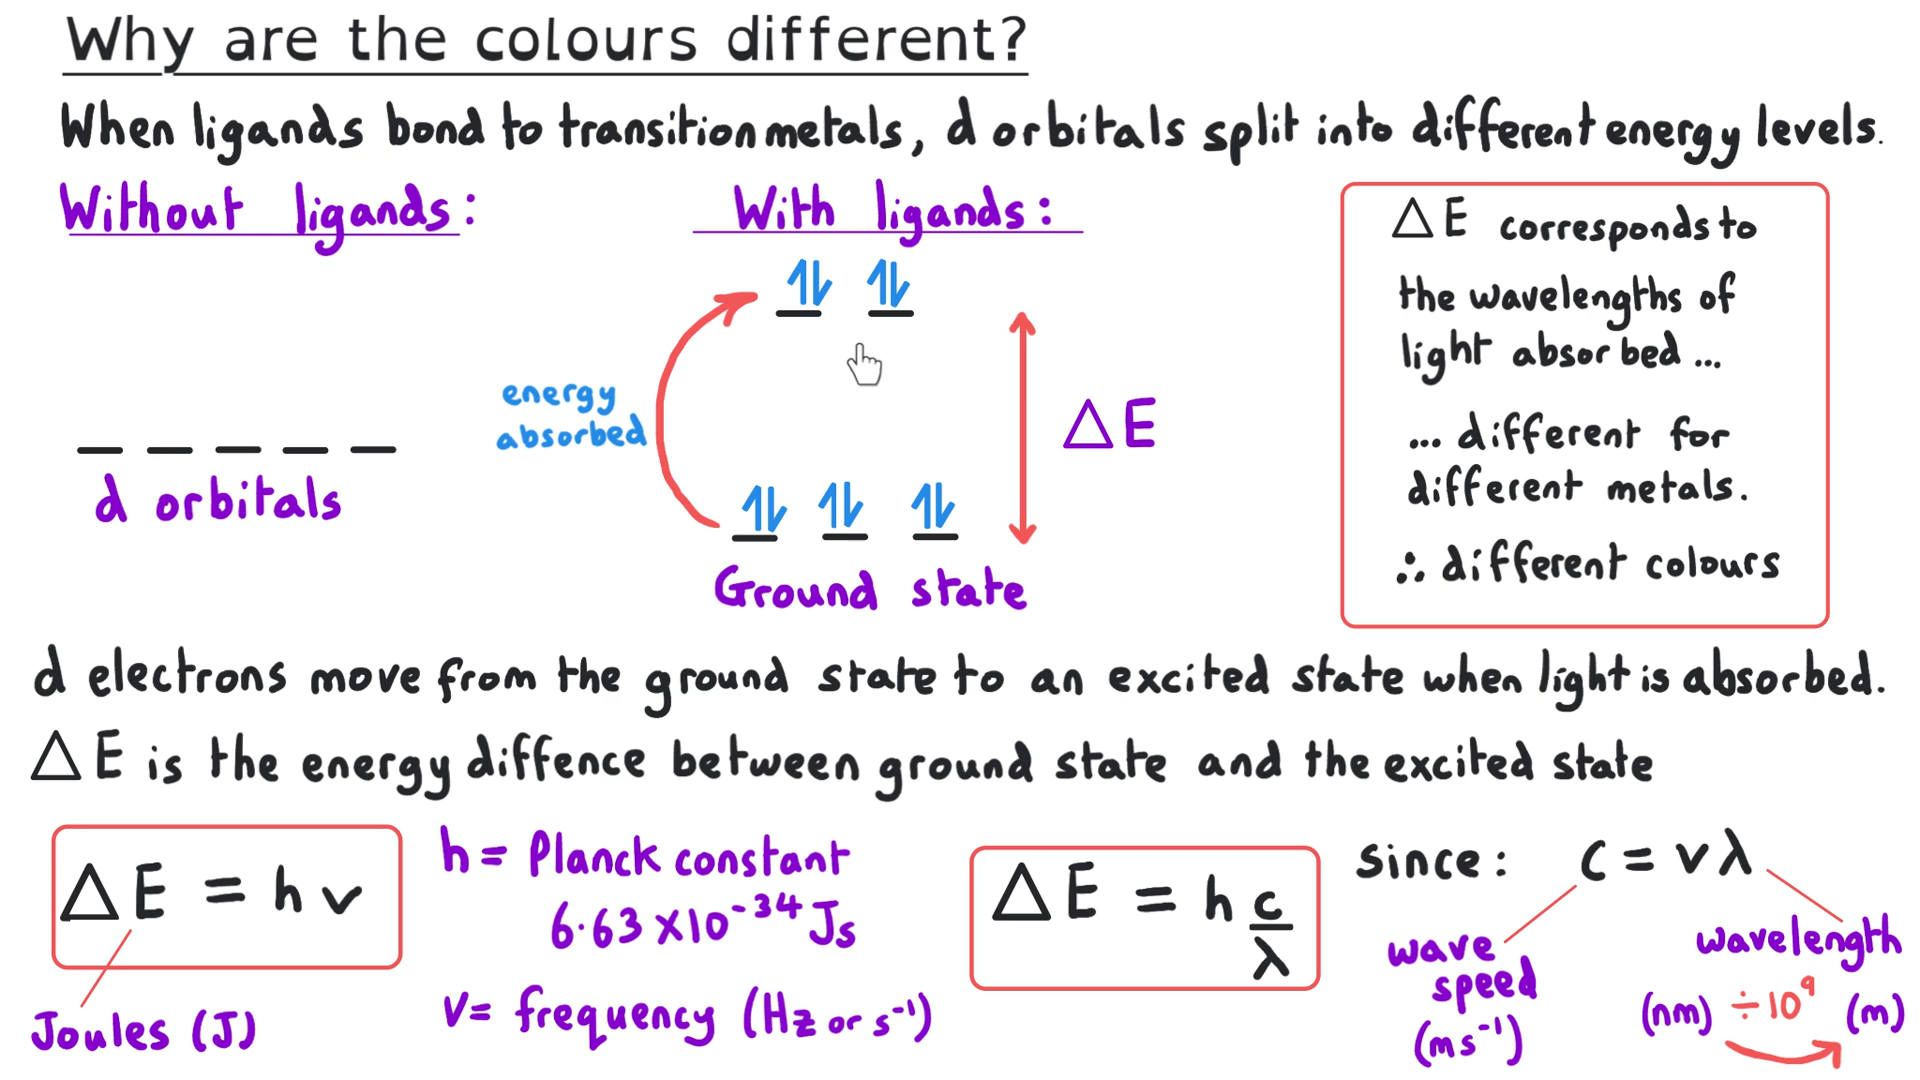 Why are the colours different?
When ligands bond to transition metals, d orbitals split into different energy levels.
Without ligands:
d orbitals
With ligands:
energy
absorbed
ΔE
Ground state
ΔE corresponds to
the wavelengths of
light absorbed ...
... different for
different metals.
∴ different colours
d electrons move from the ground state to an excited state when light is absorbed.
ΔE is the energy diffence between ground state and the excited state
ΔE = hv
Joules (J)
h = Planck constant
6.63 x10⁻³⁴ Js
v = frequency (Hz or s⁻¹)
ΔE = h c/λ
since: c = vλ
wave
speed
(ms⁻¹)
wavelength
(nm) ÷10⁹ (m)